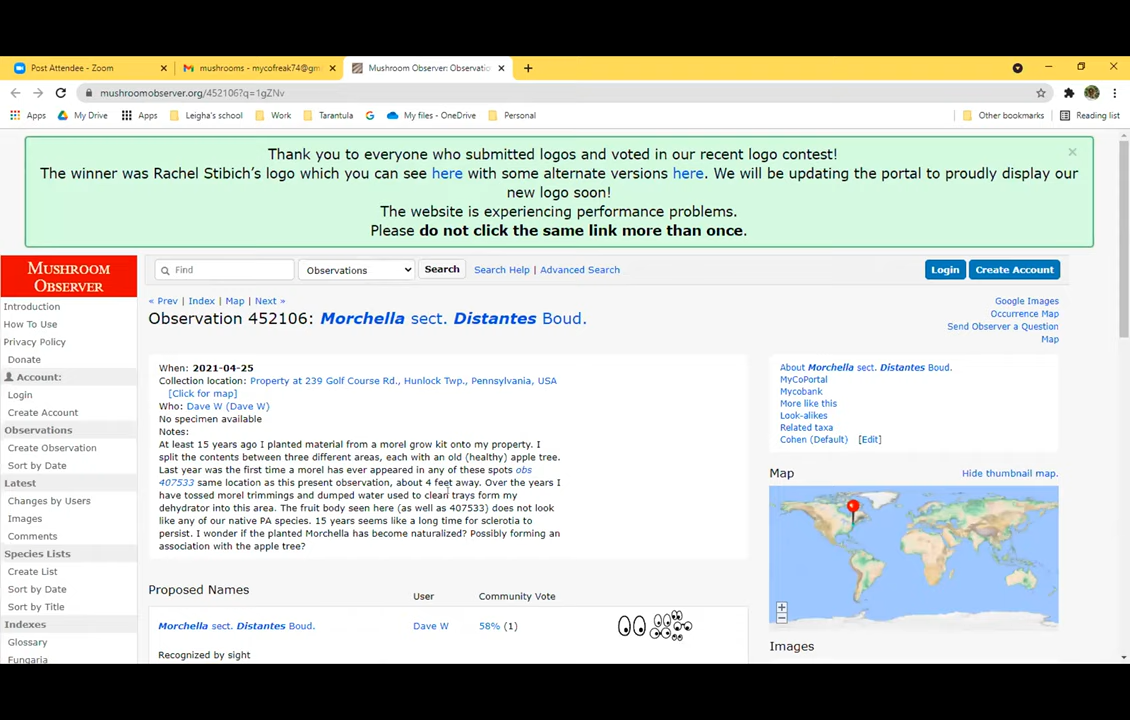 Post Attendee - Zoom
mushrooms - mycofreak74@gm
Mushroom Observer: Observatio
mushroomobserver.org/452106?q=1gZNv
Apps
My Drive
Apps
Leigha's school
Work
Tarantula
My files - OneDrive
Personal
Other bookmarks
Reading list
Thank you to everyone who submitted logos and voted in our recent logo contest!
The winner was Rachel Stibich's logo which you can see here with some alternate versions here. We will be updating the portal to proudly display our
new logo soon!
The website is experiencing performance problems.
Please do not click the same link more than once.
MUSHROOM
OBSERVER
Find
Observations
Search
Search Help | Advanced Search
Login
Create Account
Introduction
How To Use
Privacy Policy
Donate
Account:
Login
Create Account
Observations
Create Observation
Sort by Date
Latest
Changes by Users
Images
Comments
Species Lists
Create List
Sort by Date
Sort by Title
Indexes
Glossary
Fungaria
« Prev | Index | Map | Next »
Observation 452106: Morchella sect. Distantes Boud.
Google Images
Occurrence Map
Send Observer a Question
Map
When: 2021-04-25
Collection location: Property at 239 Golf Course Rd., Hunlock Twp., Pennsylvania, USA
[Click for map]
Who: Dave W (Dave W)
No specimen available
Notes:
At least 15 years ago I planted material from a morel grow kit onto my property. I
split the contents between three different areas, each with an old (healthy) apple tree.
Last year was the first time a morel has ever appeared in any of these spots obs
407533 same location as this present observation, about 4 feet away. Over the years I
have tossed morel trimmings and dumped water used to clean trays form my
dehydrator into this area. The fruit body seen here (as well as 407533) does not look
like any of our native PA species. 15 years seems like a long time for sclerotia to
persist. I wonder if the planted Morchella has become naturalized? Possibly forming an
association with the apple tree?
About Morchella sect. Distantes Boud.
MyCoPortal
Mycobank
More like this
Look-alikes
Related taxa
Cohen (Default) [Edit]
Map
Hide thumbnail map.
Images
Proposed Names
User
Community Vote
Morchella sect. Distantes Boud.
Dave W
58% (1)
Recognized by sight